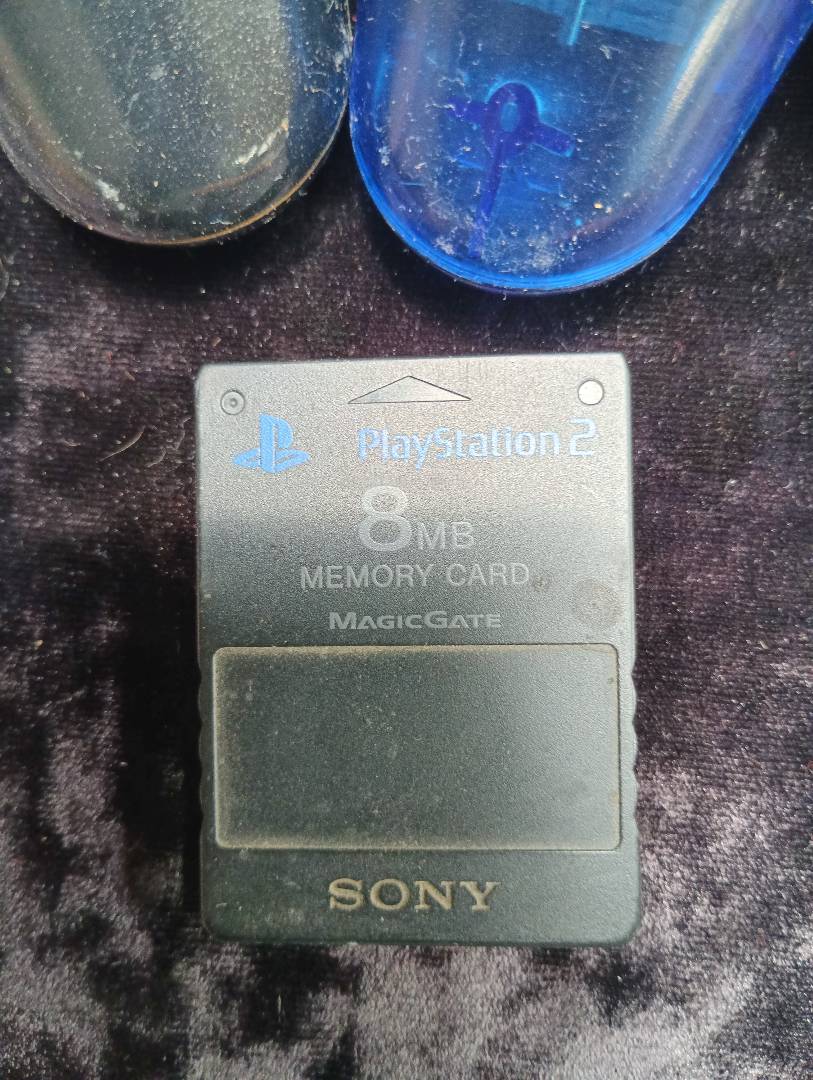 PlayStation 2
8MB
MEMORY CARD
MAGICGATE
SONY